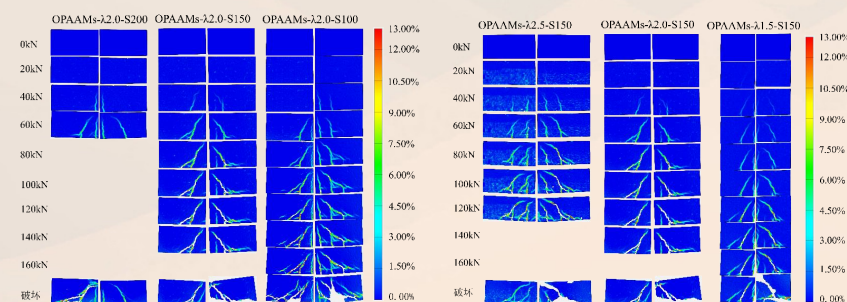 OPAAMs-λ2.0-S200 OPAAMs-λ2.0-S150 OPAAMs-λ2.0-S100
0kN
20kN
40kN
60kN
80kN
100kN
120kN
140kN
160kN
破坏
13.00%
12.00%
10.50%
9.00%
7.50%
6.00%
4.50%
3.00%
1.50%
0.00%
OPAAMs-λ2.5-S150 OPAAMs-λ2.0-S150 OPAAMs-λ1.5-S150
0kN
20kN
40kN
60kN
80kN
100kN
120kN
140kN
160kN
破坏
13.00%
12.00%
10.50%
9.00%
7.50%
6.00%
4.50%
3.00%
1.50%
0.00%